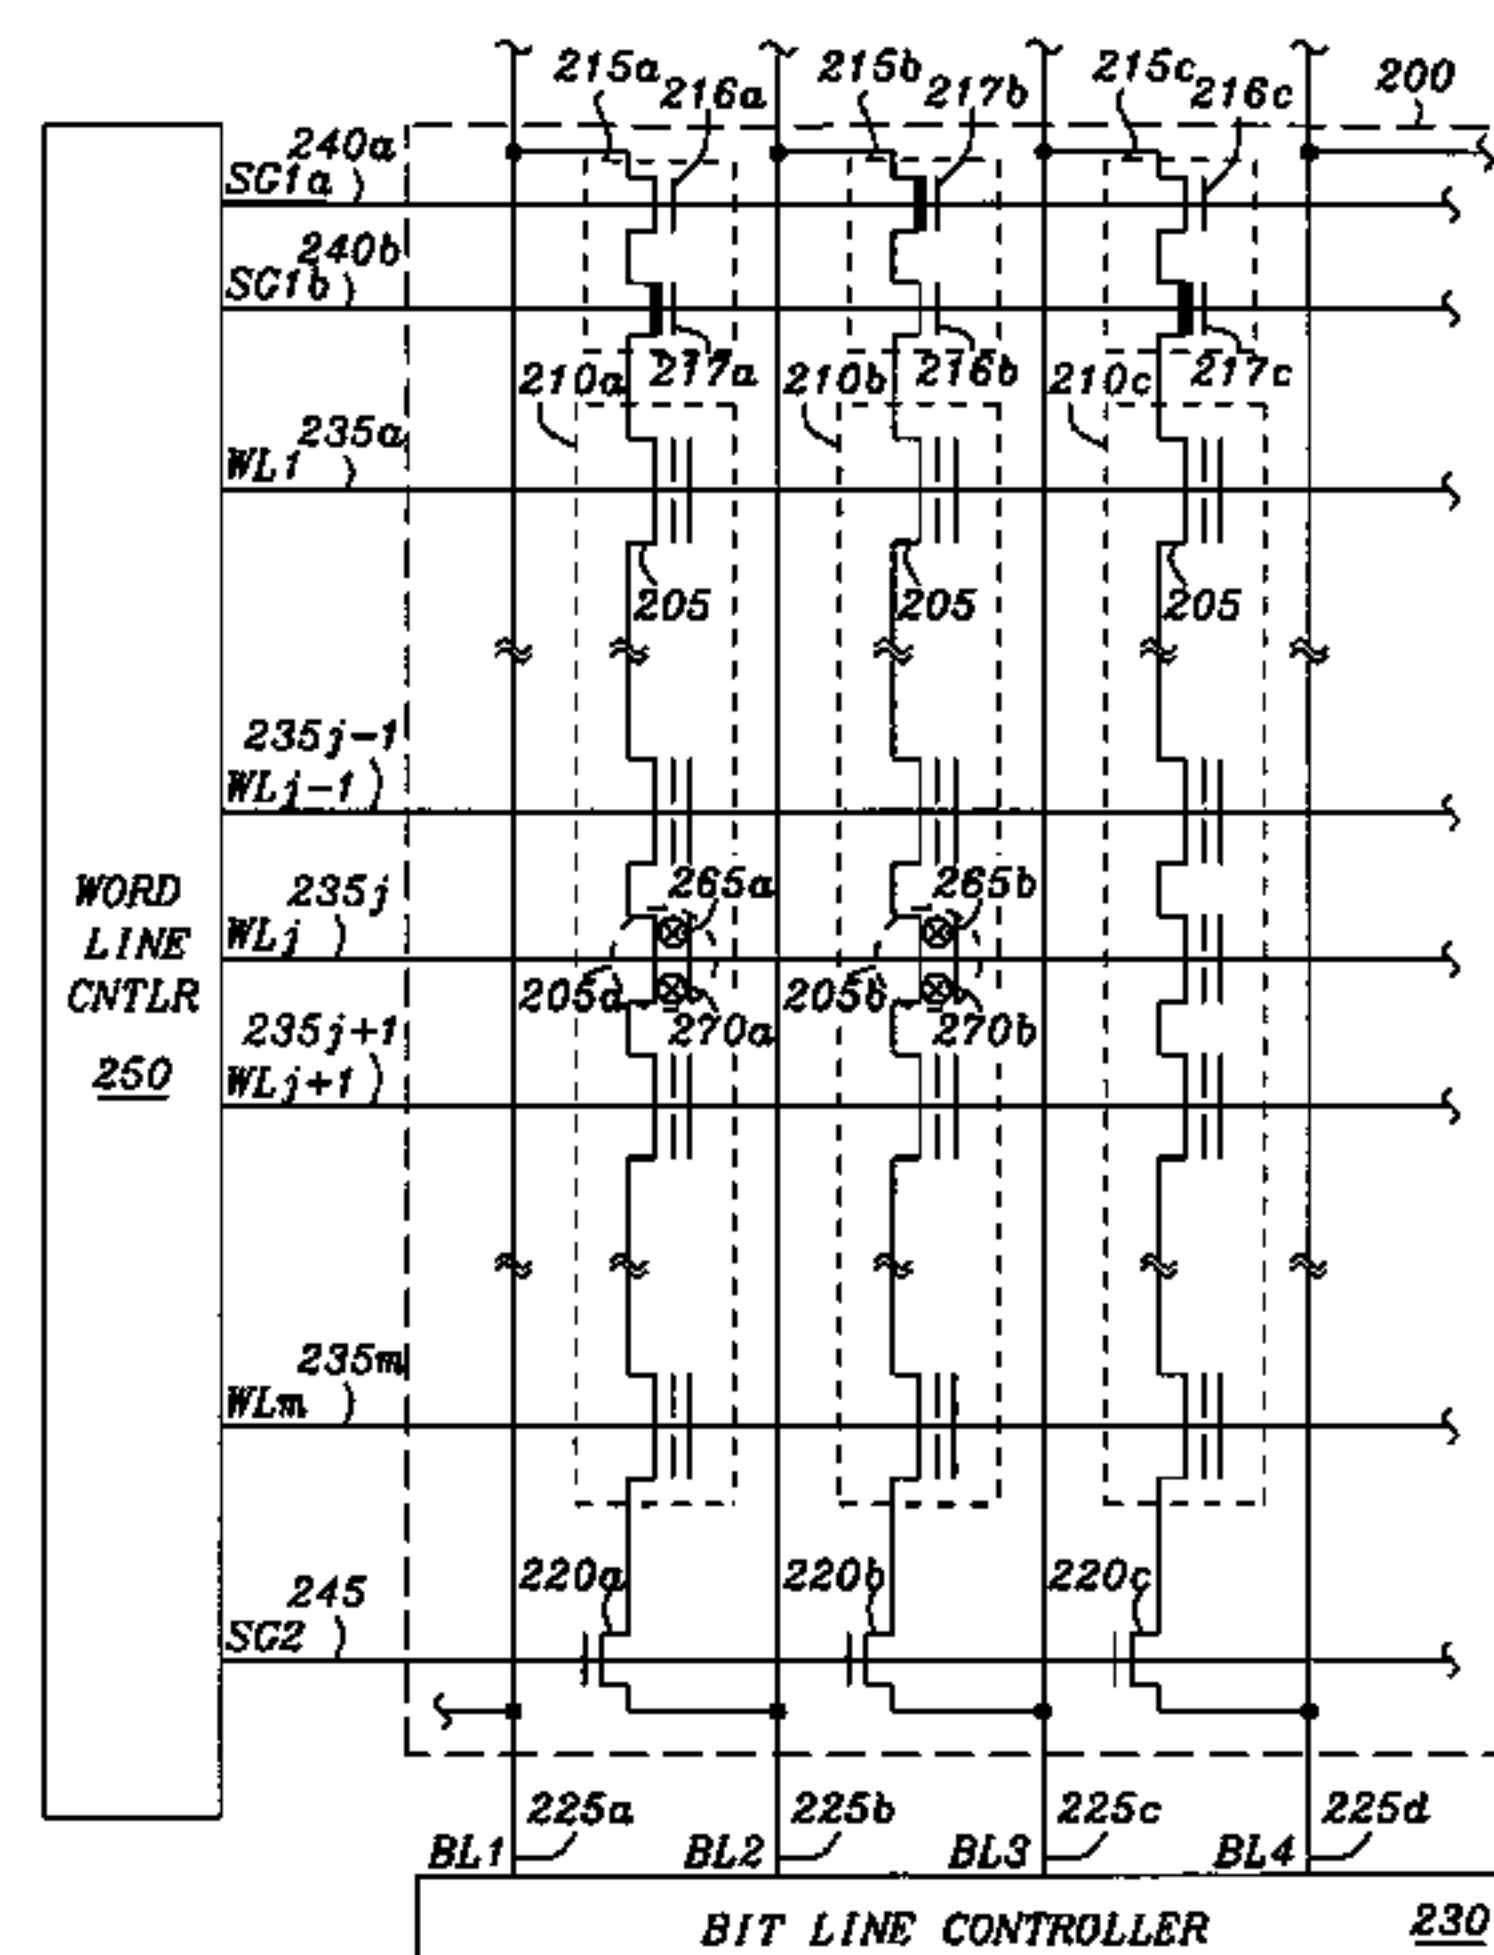 215a 215b 215c 200
216a 217b 216c
240a
SG1a
240b
SG1b
217a 216b 217c
210a 210b 210c
235a
WL1
205 205 205
235j-1
WLj-1
265a 265b
235j
WLj
205a 205b
270a 270b
235j+1
WLj+1
WORD
LINE
CNTLR
250
235m
WLm
220a 220b 220c
245
SG2
225a 225b 225c 225d
BL1 BL2 BL3 BL4
BIT LINE CONTROLLER 230